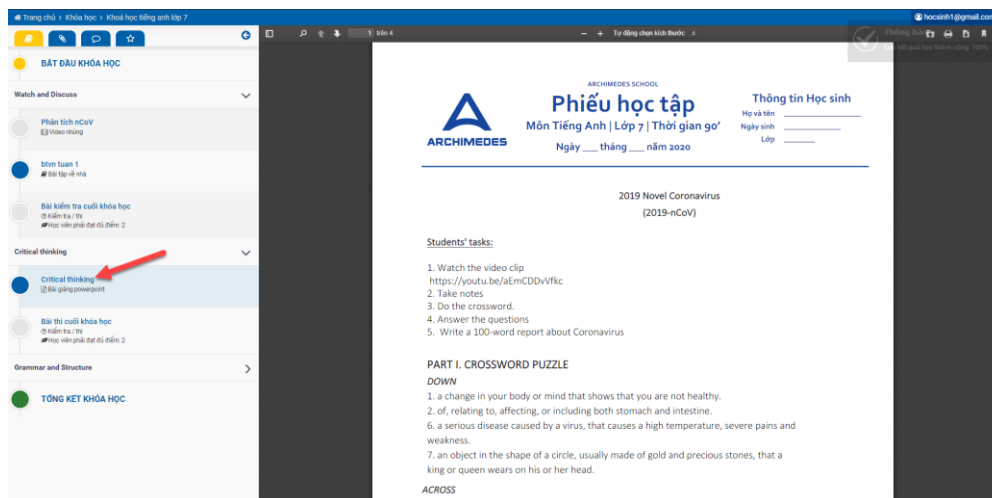 Trang chủ > Khóa học > Khoá học tiếng anh lớp 7
hocsinh1@gmail.com
BẮT ĐẦU KHÓA HỌC
Watch and Discuss
Phân tích nCoV
Video nhúng
btvn tuan 1
Bài tập về nhà
Bài kiểm tra cuối khóa học
Kiểm tra / thi
Học viên phải đạt đủ điểm: 2
Critical thinking
Critical thinking
Bài giảng powerpoint
Bài thi cuối khóa học
Kiểm tra / thi
Học viên phải đạt đủ điểm: 2
Grammar and Structure
TỔNG KẾT KHÓA HỌC
1 trên 4
Tự động chọn kích thước
Thông
kết quả học thành công. 100%
ARCHIMEDES SCHOOL
ARCHIMEDES
Phiếu học tập
Môn Tiếng Anh | Lớp 7 | Thời gian 90’
Ngày ___ tháng ___ năm 2020
Thông tin Học sinh
Họ và tên
Ngày sinh
Lớp
2019 Novel Coronavirus
(2019-nCoV)
Students' tasks:
1. Watch the video clip
https://youtu.be/aEmCDDvVfkc
2. Take notes
3. Do the crossword.
4. Answer the questions
5. Write a 100-word report about Coronavirus
PART I. CROSSWORD PUZZLE
DOWN
1. a change in your body or mind that shows that you are not healthy.
2. of, relating to, affecting, or including both stomach and intestine.
6. a serious disease caused by a virus, that causes a high temperature, severe pains and
weakness.
7. an object in the shape of a circle, usually made of gold and precious stones, that a
king or queen wears on his or her head.
ACROSS